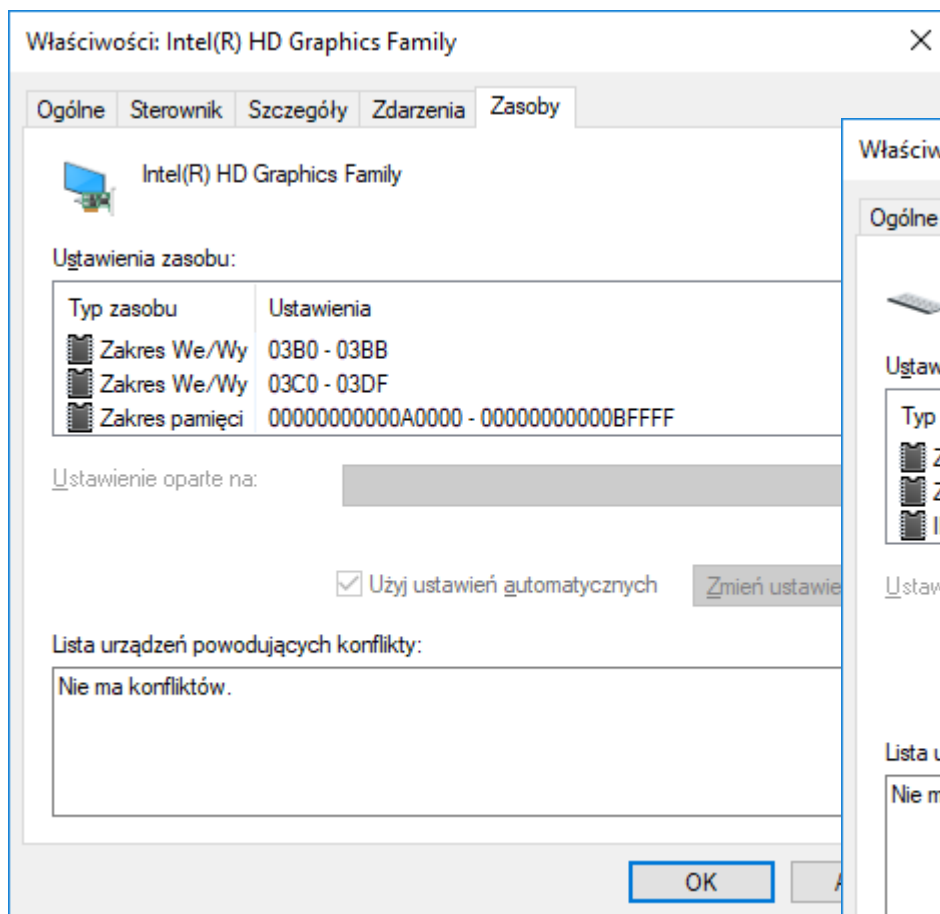 Właściwości: Intel(R) HD Graphics Family
Ogólne Sterownik Szczegóły Zdarzenia Zasoby
Intel(R) HD Graphics Family
Ustawienia zasobu:
Typ zasobu Ustawienia
Zakres We/Wy 03B0 - 03BB
Zakres We/Wy 03C0 - 03DF
Zakres pamięci 00000000000A0000 - 00000000000BFFFF
Ustawienie oparte na:
Użyj ustawień automatycznych Zmień ustawie
Lista urządzeń powodujących konflikty:
Nie ma konfliktów.
OK A
Właściw
Ogólne
Ustaw
Typ
Z
Z
Ustaw
Lista u
Nie m